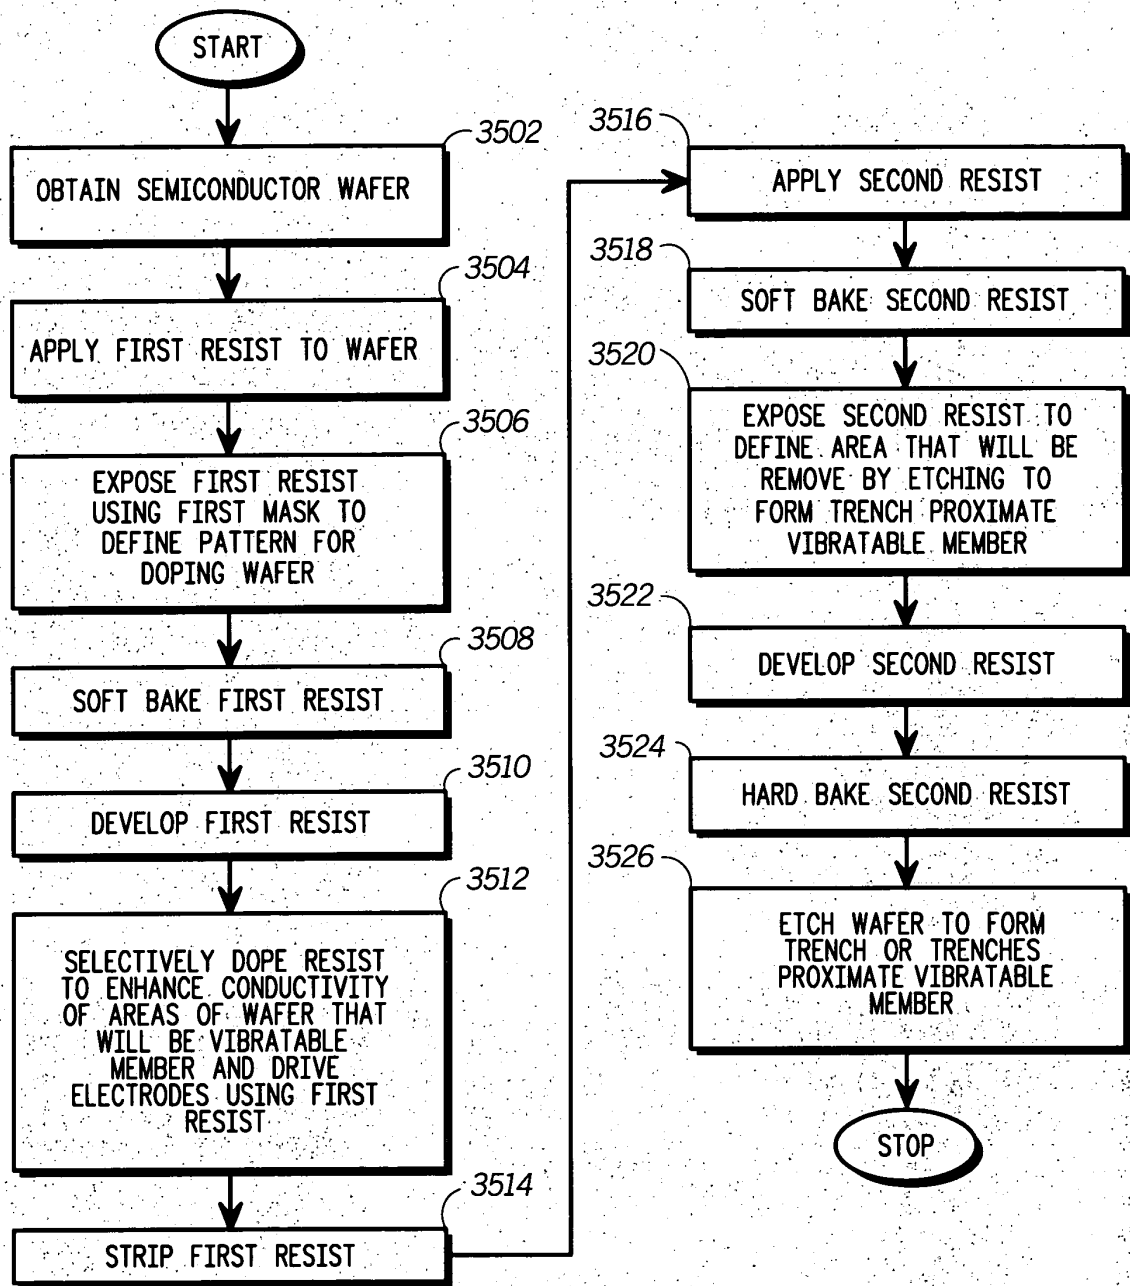 START
3502
OBTAIN SEMICONDUCTOR WAFER
3504
APPLY FIRST RESIST TO WAFER
3506
EXPOSE FIRST RESIST
USING FIRST MASK TO
DEFINE PATTERN FOR
DOPING WAFER
3508
SOFT BAKE FIRST RESIST
3510
DEVELOP FIRST RESIST
3512
SELECTIVELY DOPE RESIST
TO ENHANCE CONDUCTIVITY
OF AREAS OF WAFER THAT
WILL BE VIBRATABLE
MEMBER AND DRIVE
ELECTRODES USING FIRST
RESIST
3514
STRIP FIRST RESIST
3516
APPLY SECOND RESIST
3518
SOFT BAKE SECOND RESIST
3520
EXPOSE SECOND RESIST TO
DEFINE AREA THAT WILL BE
REMOVE BY ETCHING TO
FORM TRENCH PROXIMATE
VIBRATABLE MEMBER
3522
DEVELOP SECOND RESIST
3524
HARD BAKE SECOND RESIST
3526
ETCH WAFER TO FORM
TRENCH OR TRENCHES
PROXIMATE VIBRATABLE
MEMBER
STOP